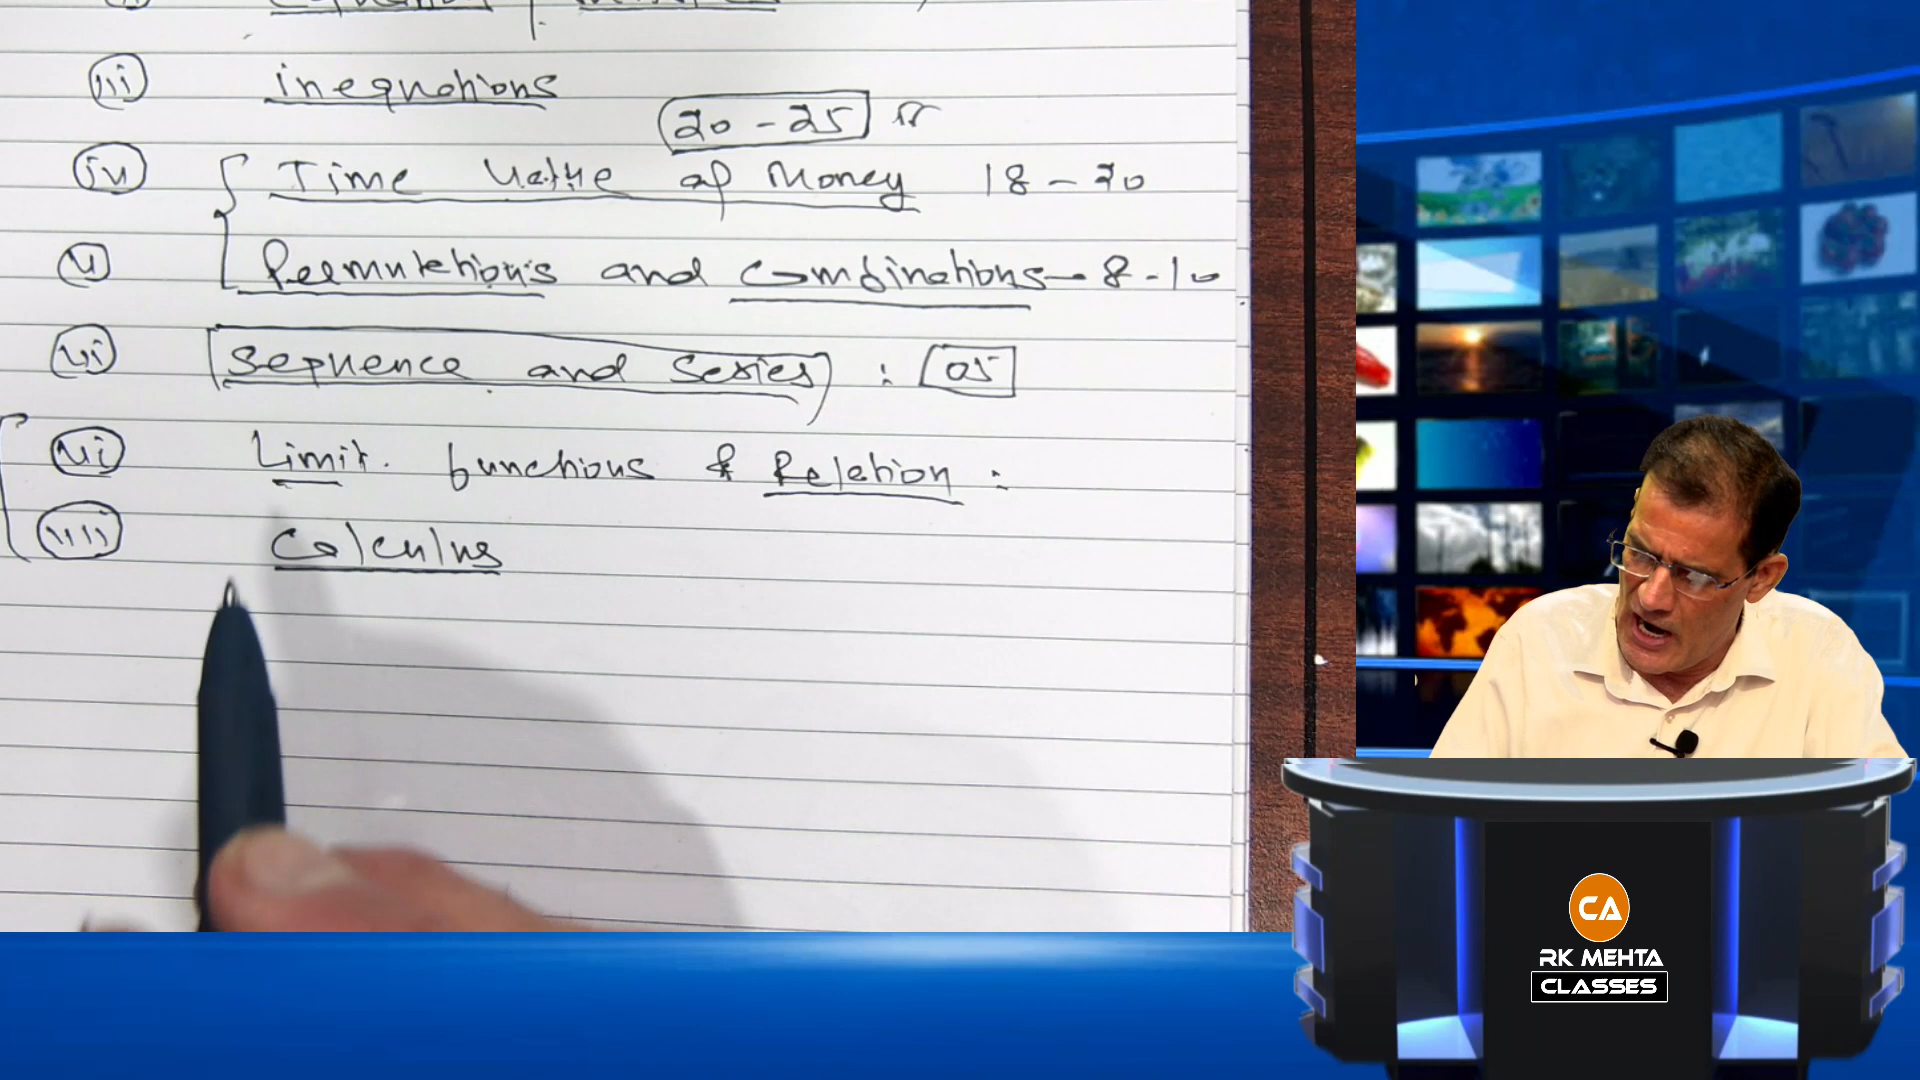 (iii) inequations
20 - 25
(iv) Time Value of Money 18 - 20
(v) Permutations and Combinations - 8 - 10
(vi) Sequence and Series : 05
(vii) Limit. functions & Relation :
(viii) Calculus
CA
RK MEHTA
CLASSES